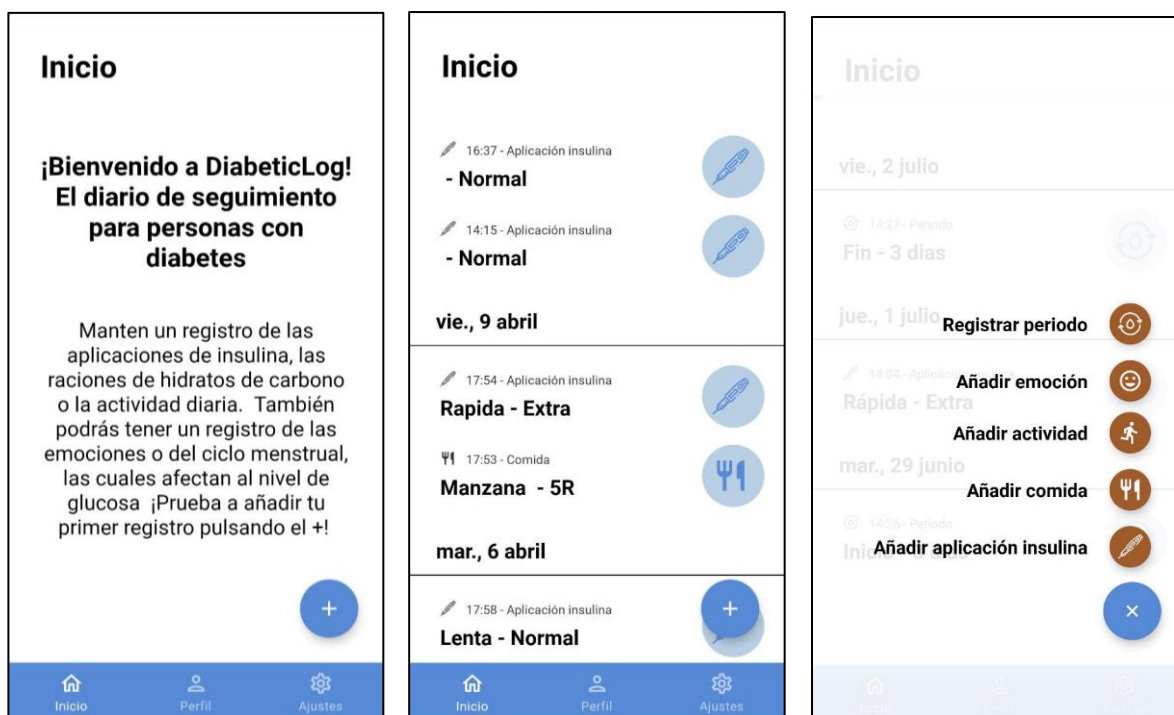 Inicio
¡Bienvenido a DiabeticLog!
El diario de seguimiento
para personas con
diabetes
Manten un registro de las
aplicaciones de insulina, las
raciones de hidratos de carbono
o la actividad diaria. También
podrás tener un registro de las
emociones o del ciclo menstrual,
las cuales afectan al nivel de
glucosa ¡Prueba a añadir tu
primer registro pulsando el +!
+
Inicio Perfil Ajustes
Inicio
16:37 - Aplicación insulina
- Normal
14:15 - Aplicación insulina
- Normal
vie., 9 abril
17:54 - Aplicación insulina
Rapida - Extra
17:53 - Comida
Manzana - 5R
mar., 6 abril
17:58 - Aplicación insulina
Lenta - Normal
+
Inicio Perfil Ajustes
Inicio
vie., 2 julio
14:27 - Periodo
Fin - 3 dias
jue., 1 julio
Registrar periodo
Añadir emoción
14:04 - Aplicación insulina
Rápida - Extra
Añadir actividad
mar., 29 junio
Añadir comida
14:26 - Periodo
Añadir aplicación insulina
×